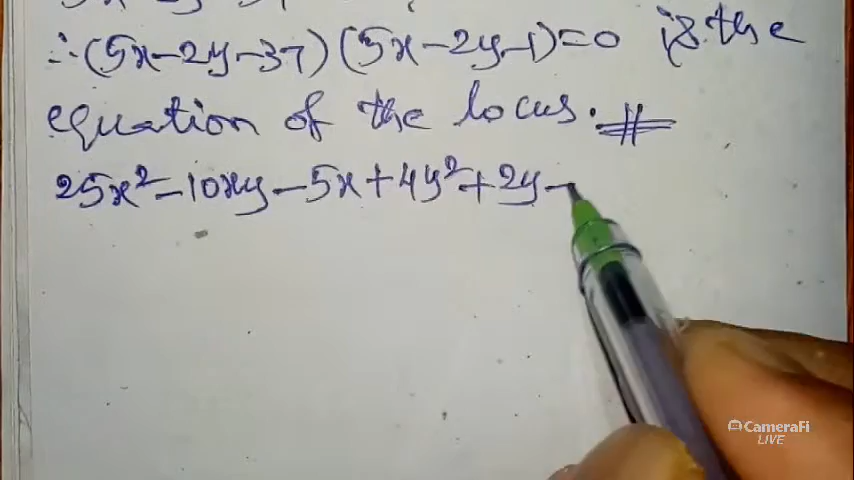 ∴(5x-2y-37)(5x-2y-1)=0 is the
equation of the locus.
25x²-10xy-5x+4y²+2y-
CameraFi
LIVE